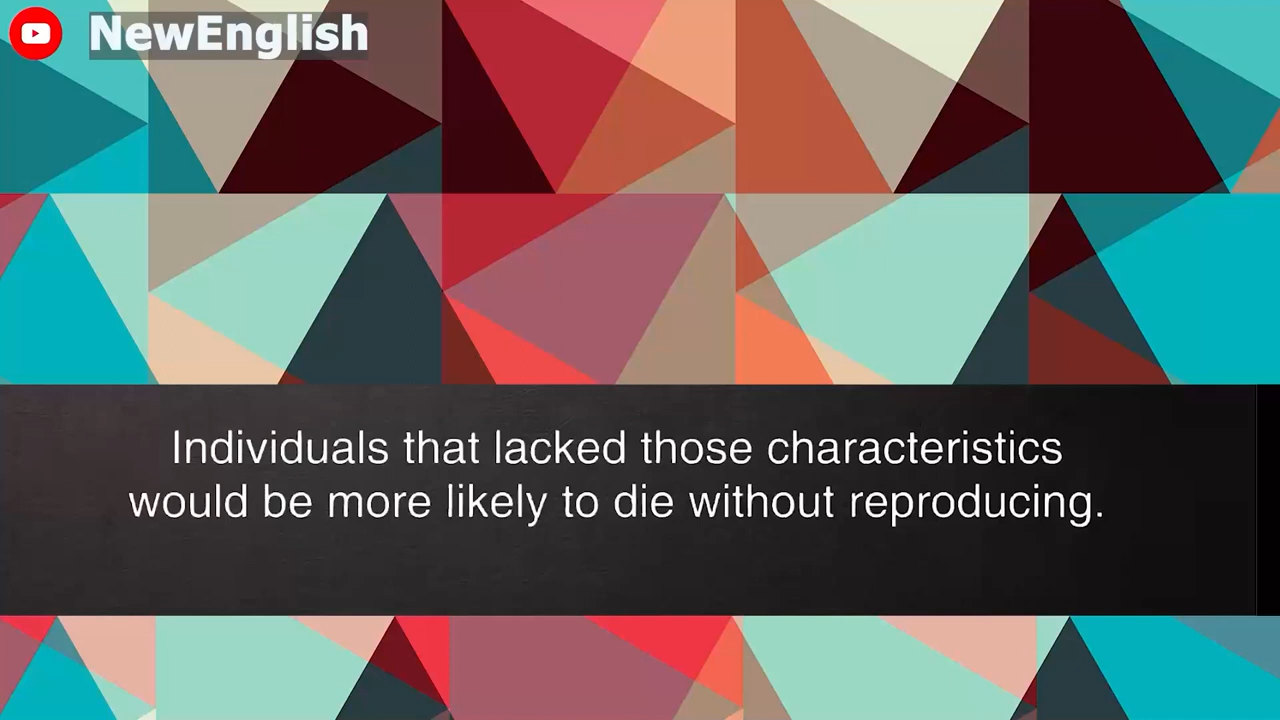 NewEnglish
Individuals that lacked those characteristics
would be more likely to die without reproducing.